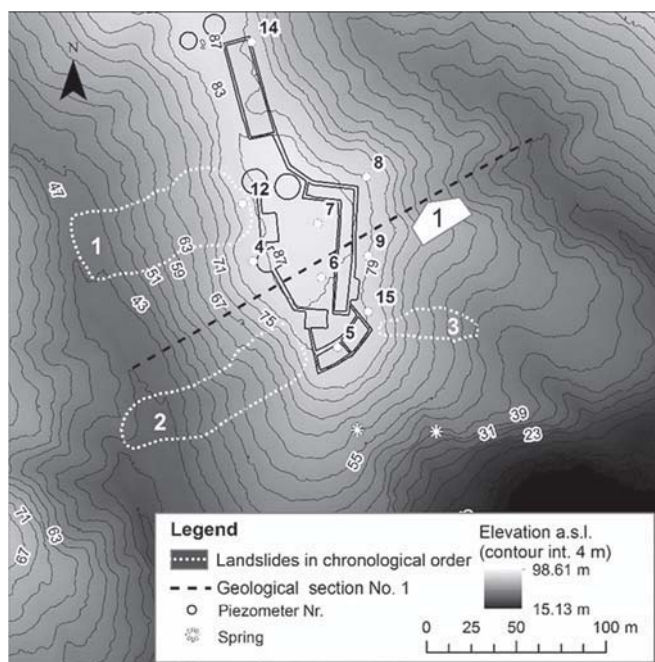 14
87
N
83
8
47
12
1
7
1
63
9
51
59
4
87
71
6
79
43
67
15
75
5
3
2
39
31
23
55
71
63
67
Legend
Landslides in chronological order
Geological section No. 1
Piezometer Nr.
Spring
Elevation a.s.l.
(contour int. 4 m)
98.61 m
15.13 m
0 25 50 100 m